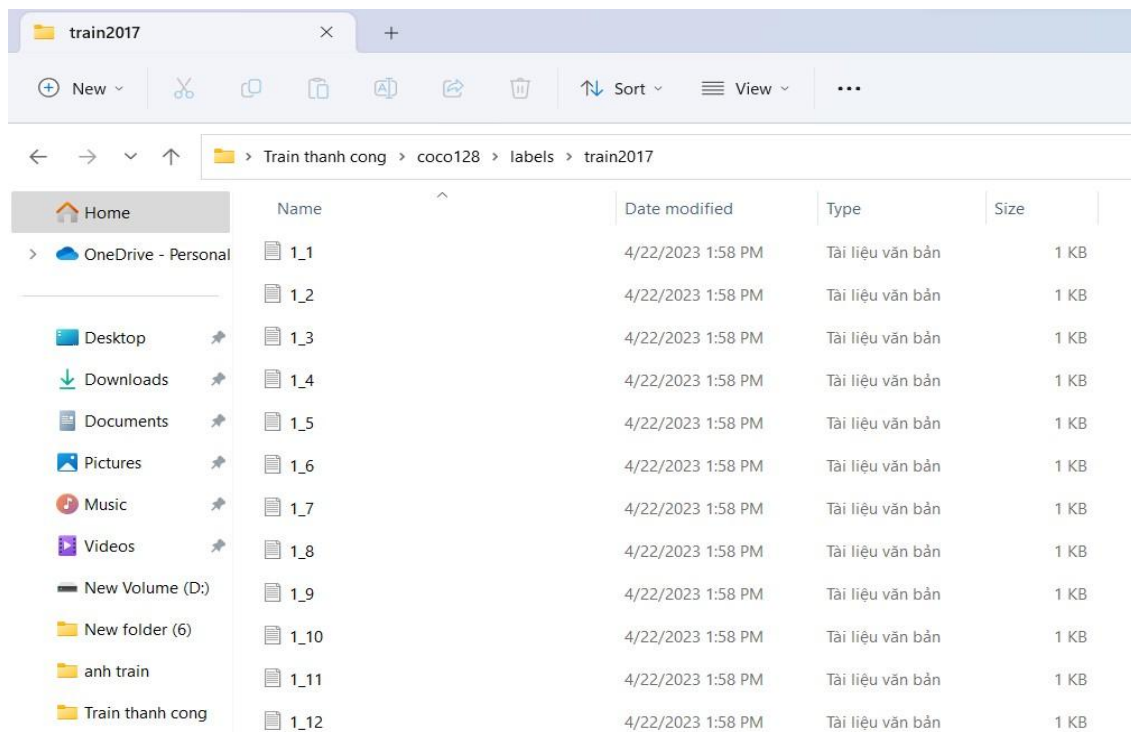 train2017
New Sort View
Train thanh cong > coco128 > labels > train2017
Home
OneDrive - Personal
Desktop
Downloads
Documents
Pictures
Music
Videos
New Volume (D:)
New folder (6)
anh train
Train thanh cong
Name Date modified Type Size
1_1 4/22/2023 1:58 PM Tài liệu văn bản 1 KB
1_2 4/22/2023 1:58 PM Tài liệu văn bản 1 KB
1_3 4/22/2023 1:58 PM Tài liệu văn bản 1 KB
1_4 4/22/2023 1:58 PM Tài liệu văn bản 1 KB
1_5 4/22/2023 1:58 PM Tài liệu văn bản 1 KB
1_6 4/22/2023 1:58 PM Tài liệu văn bản 1 KB
1_7 4/22/2023 1:58 PM Tài liệu văn bản 1 KB
1_8 4/22/2023 1:58 PM Tài liệu văn bản 1 KB
1_9 4/22/2023 1:58 PM Tài liệu văn bản 1 KB
1_10 4/22/2023 1:58 PM Tài liệu văn bản 1 KB
1_11 4/22/2023 1:58 PM Tài liệu văn bản 1 KB
1_12 4/22/2023 1:58 PM Tài liệu văn bản 1 KB